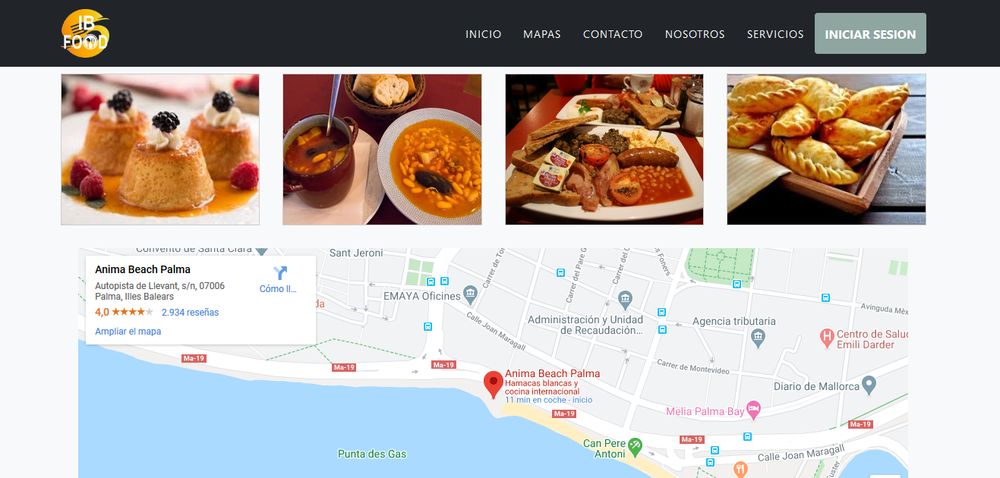 IB
FOOD
INICIO
MAPAS
CONTACTO
NOSOTROS
SERVICIOS
INICIAR SESION
Convento de Santa Clara
Sant Jeroni
Anima Beach Palma
Autopista de Llevant, s/n, 07006
Palma, Illes Balears
4,0
2.934 reseñas
Ampliar el mapa
Cómo ll...
da
EMAYA Oficines
Carrer de
Carrer del Pare
Carrer del
Foners
Calle Joan Maragall
Administración y Unidad
de Recaudación...
Agencia tributaria
Avinguda Mèx
Centro de Saluc
Emili Darder
Carrer de Montevideo
Diario de Mallorca
Ma-19
Ma-19
Ma-19
Anima Beach Palma
Hamacas blancas y
cocina internacional
11 min en coche - inicio
Ma-19
Melia Palma Bay
Ma-19
Ma-19
Can Pere
Antoni
Calle Joan Maragall
Punta des Gas